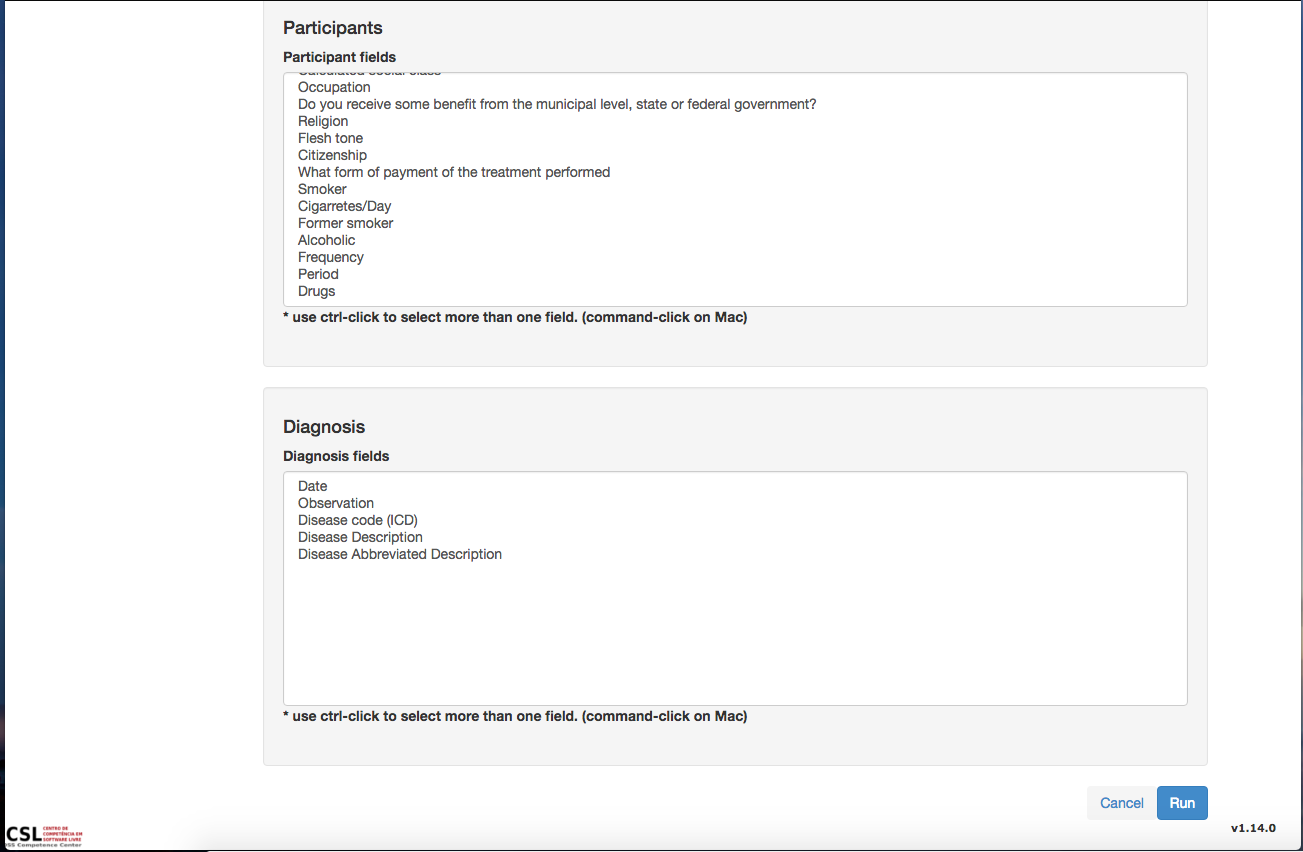 Participants
Participant fields
Calculated social class
Occupation
Do you receive some benefit from the municipal level, state or federal government?
Religion
Flesh tone
Citizenship
What form of payment of the treatment performed
Smoker
Cigarretes/Day
Former smoker
Alcoholic
Frequency
Period
Drugs
* use ctrl-click to select more than one field. (command-click on Mac)
Diagnosis
Diagnosis fields
Date
Observation
Disease code (ICD)
Disease Description
Disease Abbreviated Description
* use ctrl-click to select more than one field. (command-click on Mac)
Cancel Run
CSL CENTRO DE
COMPETÊNCIA EM
SOFTWARE LIVRE
Competence Center
v1.14.0